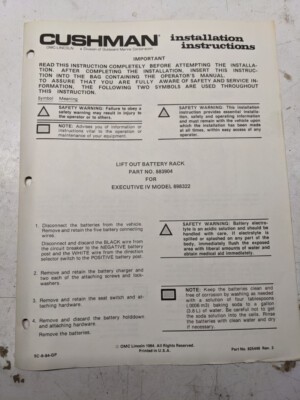 CUSHMAN®
OMC-LINCOLN a Division of Outboard Marine Corporation
installation
instructions
IMPORTANT
READ THIS INSTRUCTION COMPLETELY BEFORE ATTEMPTING THE INSTALLA-
TION. AFTER COMPLETING THE INSTALLATION, INSERT THIS INSTRUC-
TION INTO THE BAG CONTAINING THE OPERATOR'S MANUAL.
TO ASSURE THAT YOU ARE FULLY AWARE OF SAFETY AND SERVICE IN-
FORMATION, THE FOLLOWING TWO SYMBOLS ARE USED THROUGHOUT
THIS INSTRUCTION.
Symbol Meaning
SAFETY WARNING: Failure to obey a
safety warning may result in injury to
the operator or to others.
NOTE: Advises you of information or
instructions vital to the operation or
maintenance of your equipment.
SAFETY WARNING: This installation
instruction provides essential installa-
tion, safety and operating information
and must remain with the vehicle upon
which the installation has been made
at all times, within easy access of any
operator.
LIFT OUT BATTERY RACK
PART NO. 883904
FOR
EXECUTIVE IV MODEL 898322
1. Disconnect the batteries from the vehicle.
Remove and retain the five battery connecting
wires.
Disconnect and discard the BLACK wire from
the circuit breaker to the NEGATIVE battery
post and the WHITE wire from the direction
selector switch to the POSITIVE battery post.
2. Remove and retain the battery charger and
two each of the attaching screws and lock-
washers.
3. Remove and retain the seat and at-
taching hardware.
4. Remove and discard the battery holddown
and attaching hardware.
Remove the batteries.
SAFETY WARNING: Battery electro-
lyte is an acidic solution and should be
handled with care. If electrolyte is
spilled or splashed on any part of the
body, immediately flush the exposed
area with liberal amounts of water and
obtain medical aid immediately.
NOTE: Keep the batteries clean and
free of corrosion by washing as needed
with a solution of four tablespoons
baking soda to a gallon
(3.8 L) of water. Be careful not to get
the soda solution into the cells. Rinse
the batteries with clean water and dry
if necessary.
©OMC Lincoln 1984, All Rights Reserved.
Printed in U.S.A.